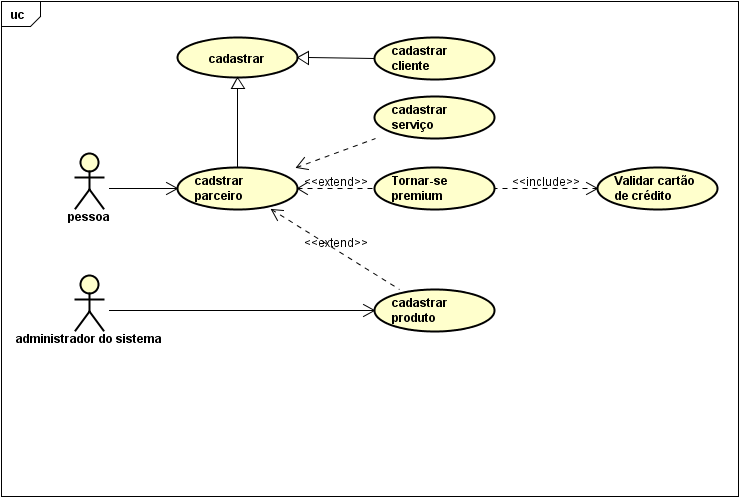 uc
cadastrar
cadastrar
cliente
cadastrar
serviço
cadstrar
parceiro
<<extend>>
Tornar-se
premium
<<include>>
Validar cartão
de crédito
pessoa
<<extend>>
cadastrar
produto
administrador do sistema